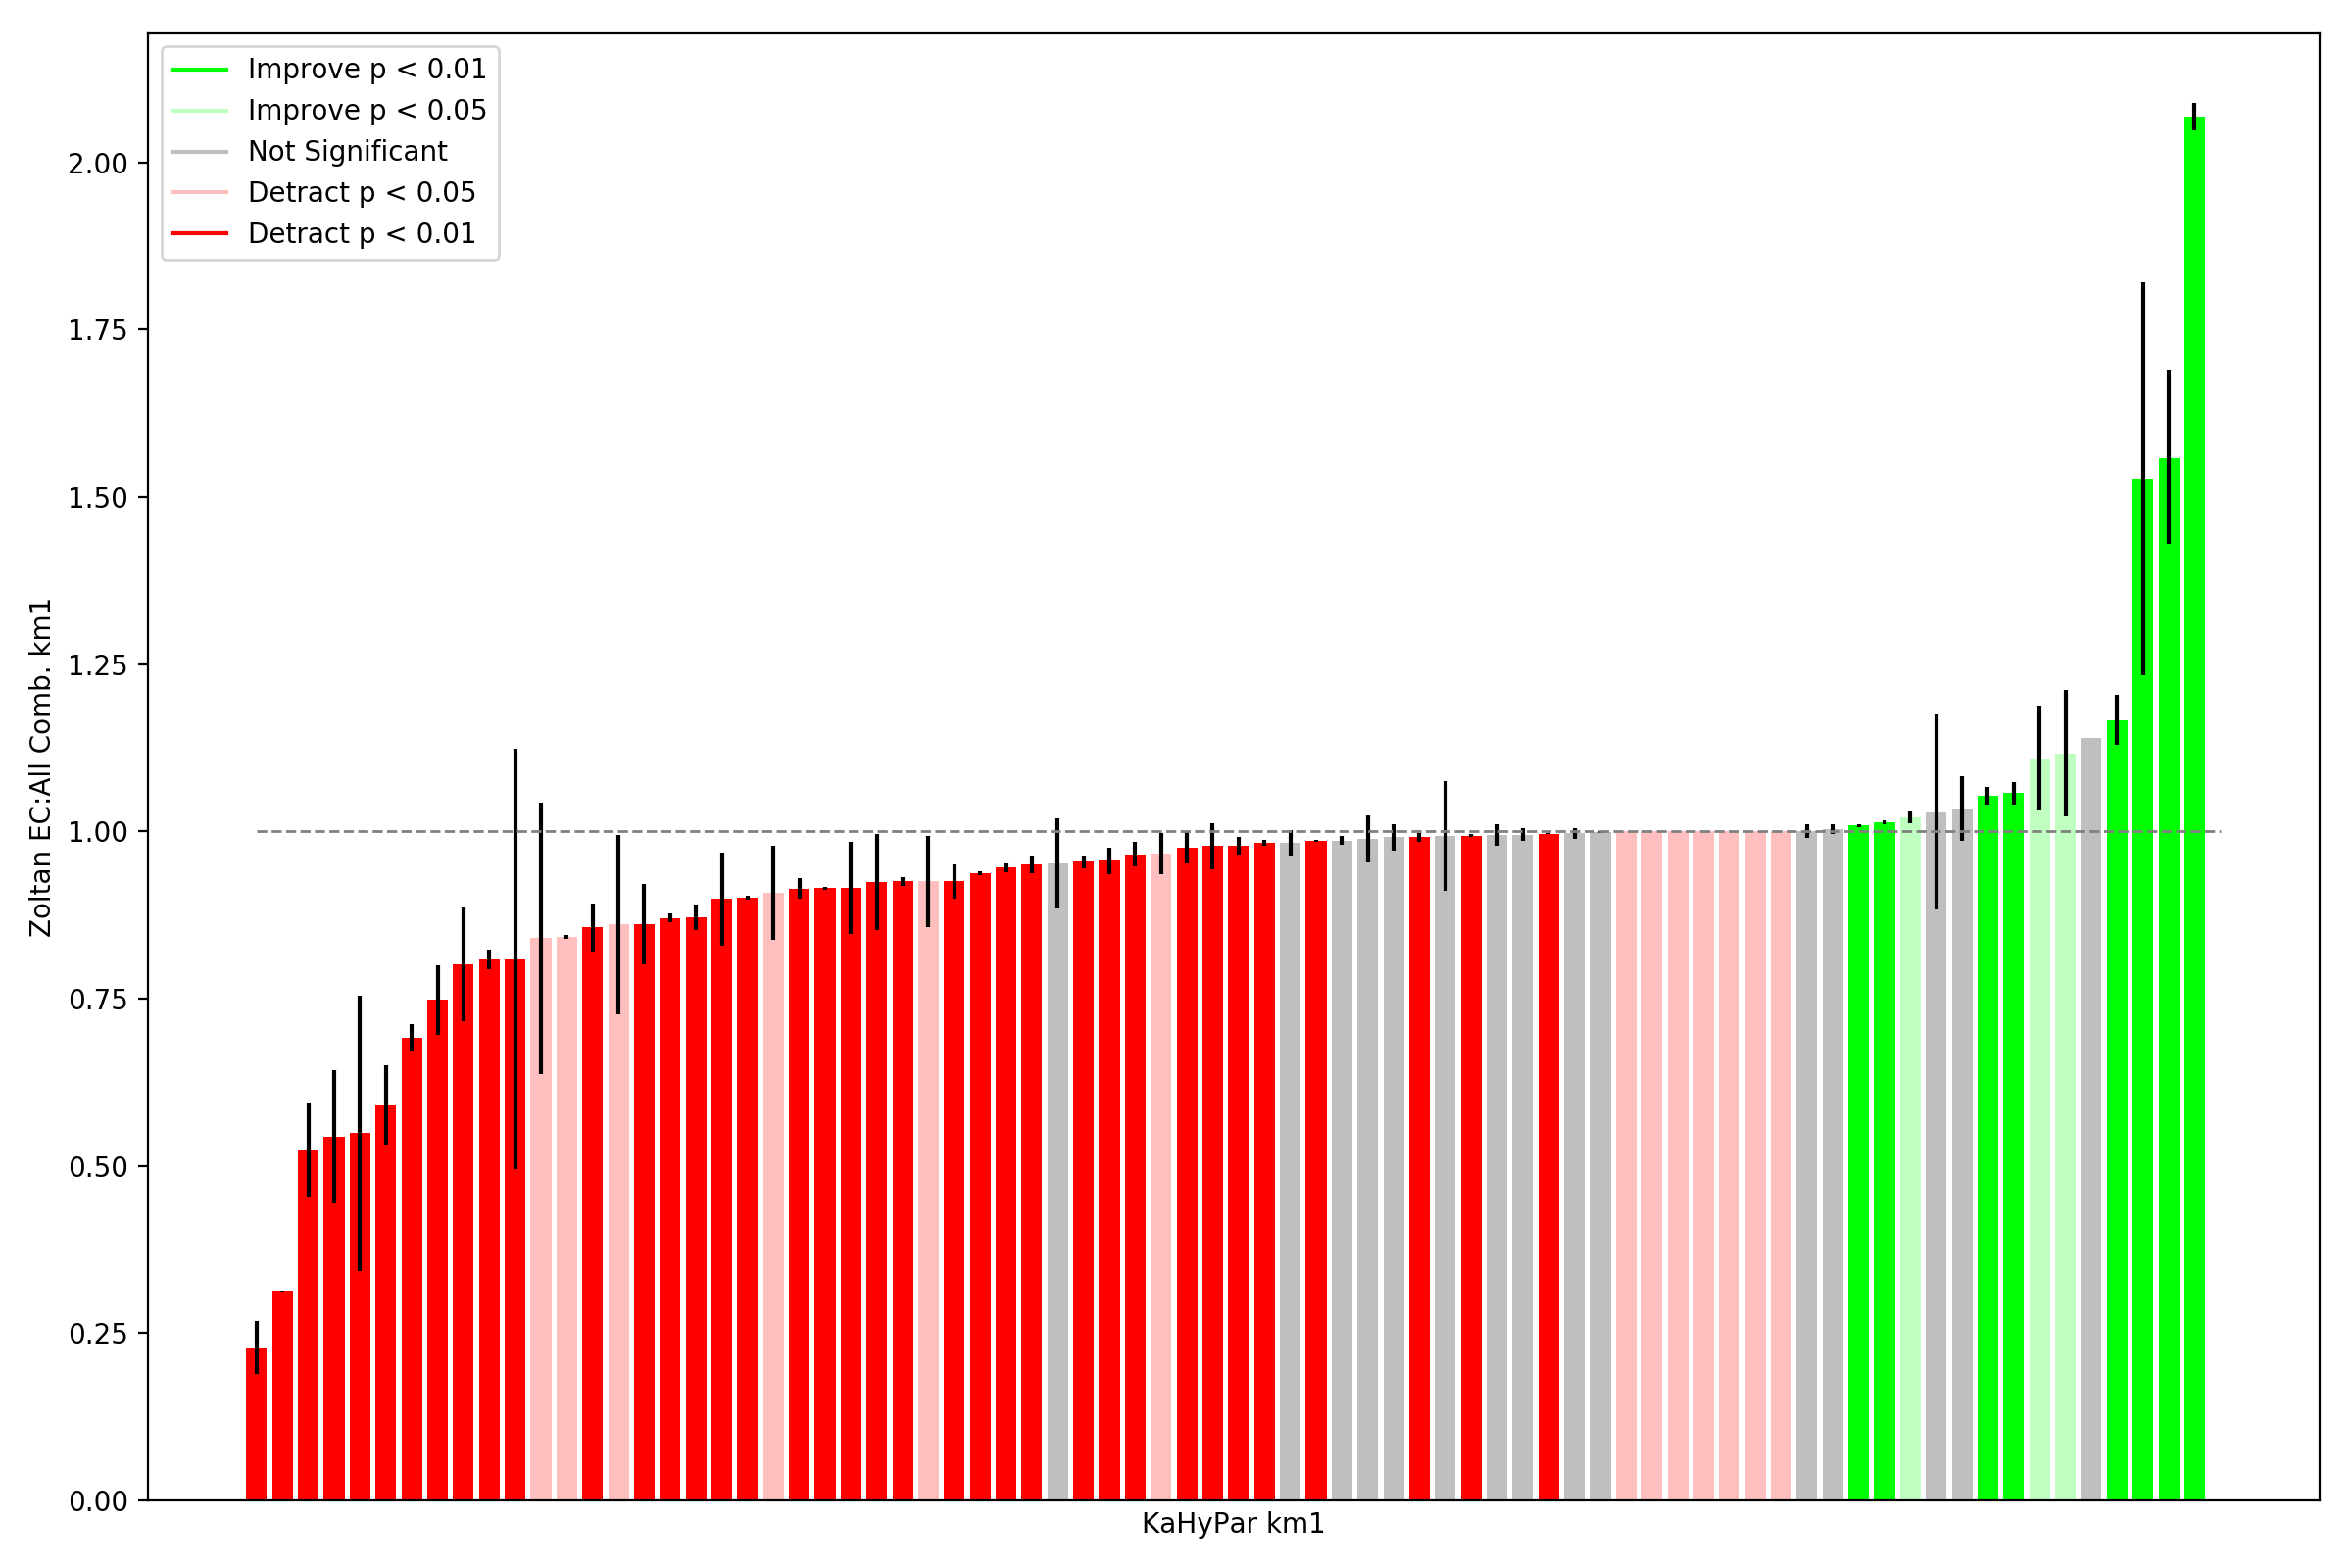 Improve p < 0.01
Improve p < 0.05
Not Significant
Detract p < 0.05
Detract p < 0.01
2.00
1.75
1.50
1.25
1.00
0.75
0.50
0.25
0.00
Zoltan EC:All Comb. km1
KaHyPar km1